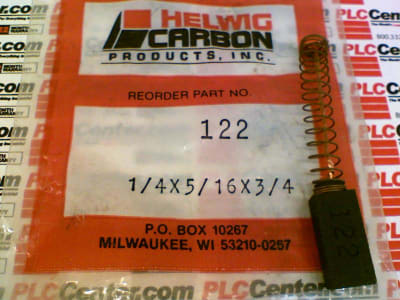 HELWIG
CARBON
PRODUCTS, INC.
REORDER PART NO.
122
1/4X5/16X3/4
P.O. BOX 10267
MILWAUKEE, WI 53210-0257
122
PLCenter.com